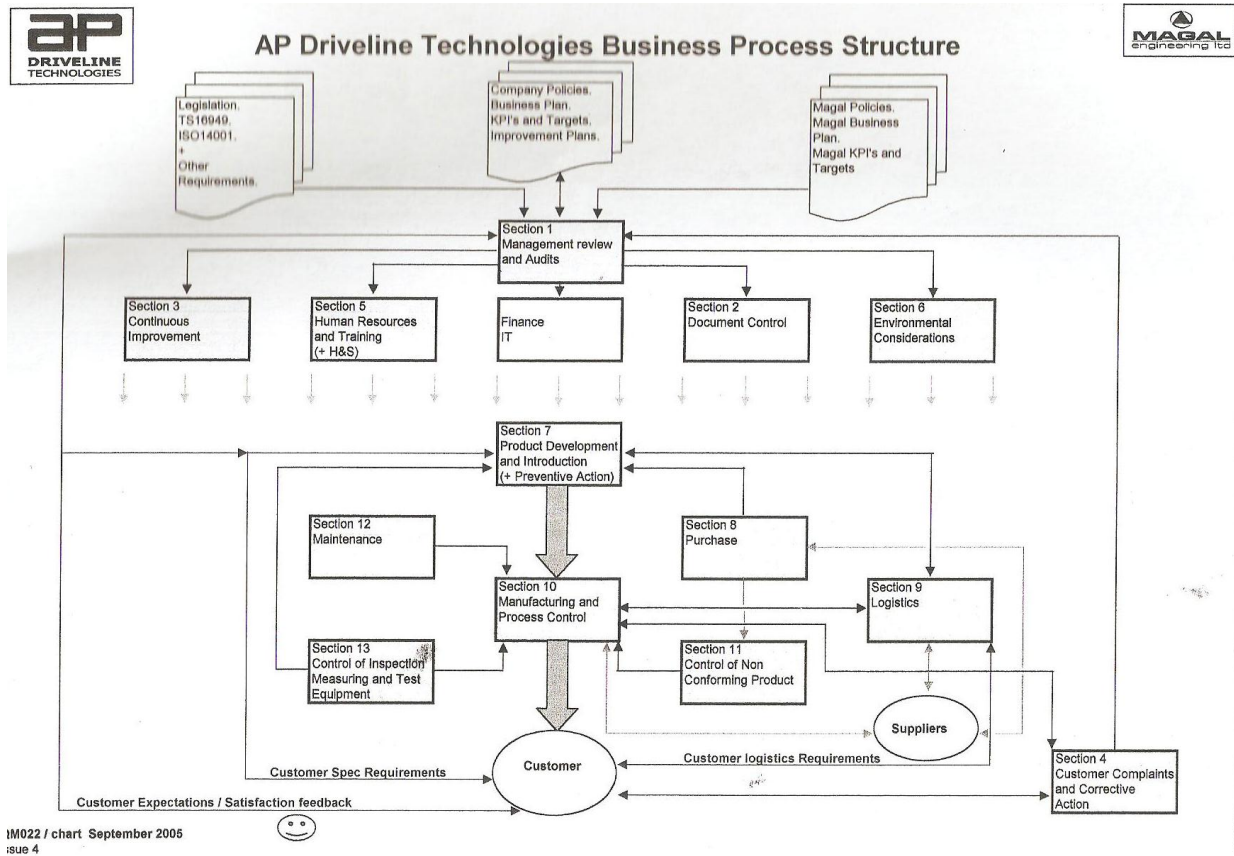 ap
DRIVELINE
TECHNOLOGIES
AP Driveline Technologies Business Process Structure
MAGAL
engineering ltd
Legislation.
TS16949.
ISO14001.
+
Other
Requirements.
Company Policies.
Business Plan.
KPI's and Targets.
Improvement Plans.
Magal Policies.
Magal Business
Plan.
Magal KPI's and
Targets
Section 1
Management review
and Audits
Section 3
Continuous
Improvement
Section 5
Human Resources
and Training
(+ H&S)
Finance
IT
Section 2
Document Control
Section 6
Environmental
Considerations
Section 7
Product Development
and Introduction
(+ Preventive Action)
Section 12
Maintenance
Section 8
Purchase
Section 10
Manufacturing and
Process Control
Section 9
Logistics
Section 13
Control of Inspection
Measuring and Test
Equipment
Section 11
Control of Non
Conforming Product
Suppliers
Customer
Customer logistics Requirements
Customer Spec Requirements
Section 4
Customer Complaints
and Corrective
Action
Customer Expectations / Satisfaction feedback
RM022 / chart September 2005
ssue 4